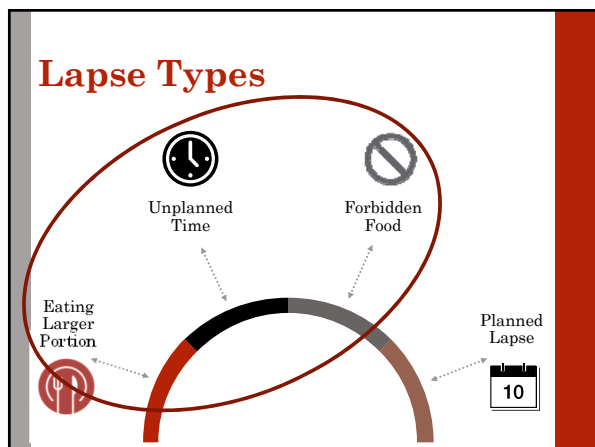 Lapse Types
Unplanned
Time
Forbidden
Food
Eating
Larger
Portion
Planned
Lapse
10